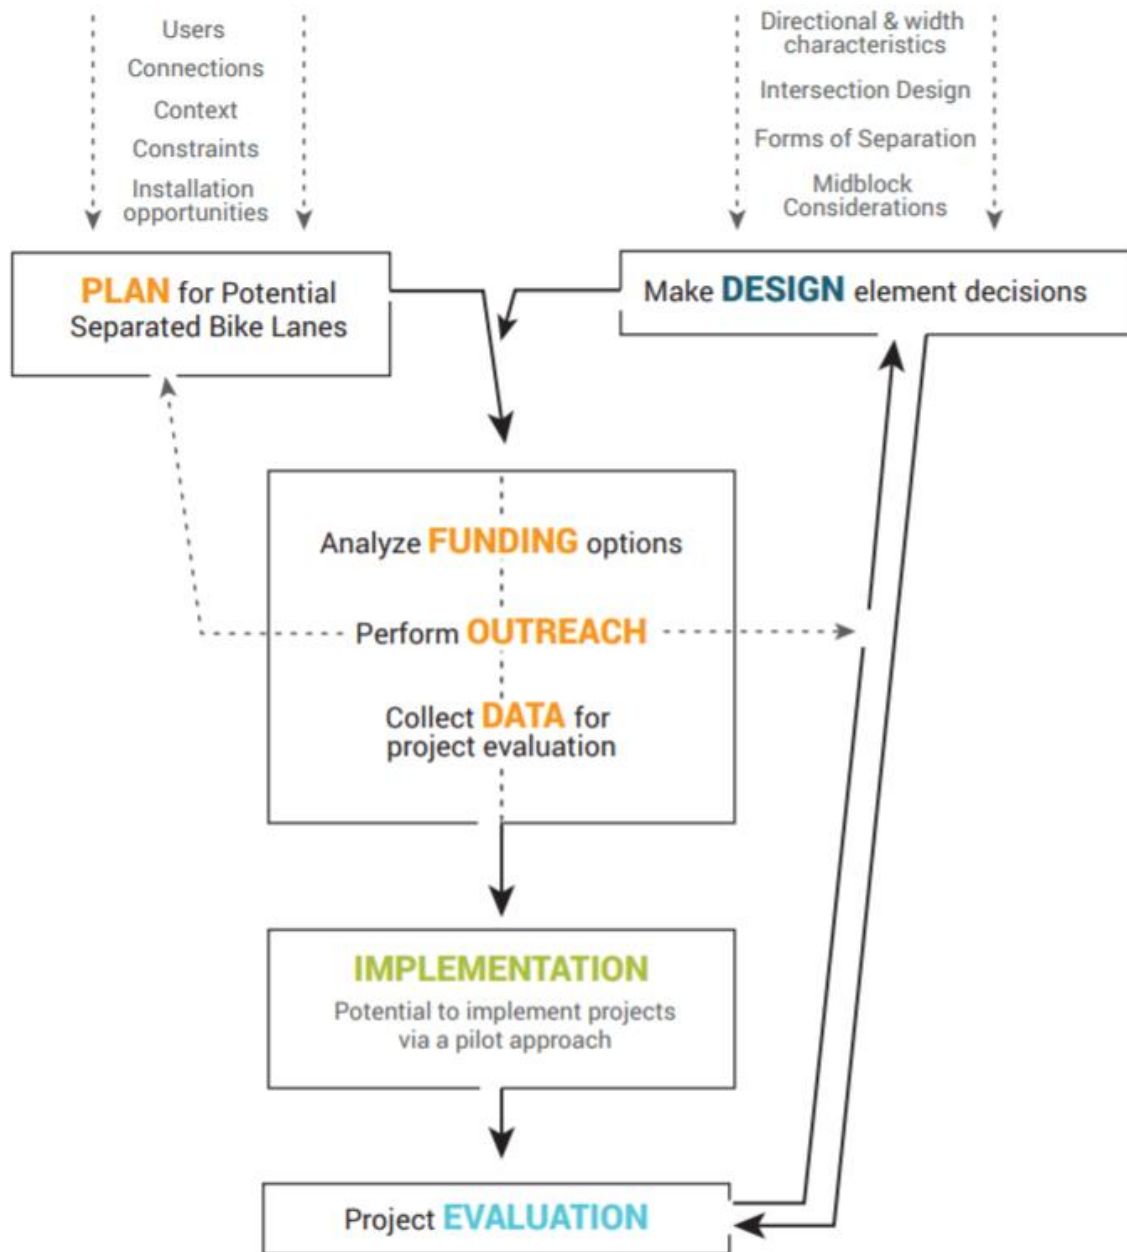 Users
Connections
Context
Constraints
Installation
opportunities
Directional & width
characteristics
Intersection Design
Forms of Separation
Midblock
Considerations
PLAN for Potential
Separated Bike Lanes
Make DESIGN element decisions
Analyze FUNDING options
Perform OUTREACH
Collect DATA for
project evaluation
IMPLEMENTATION
Potential to implement projects
via a pilot approach
Project EVALUATION